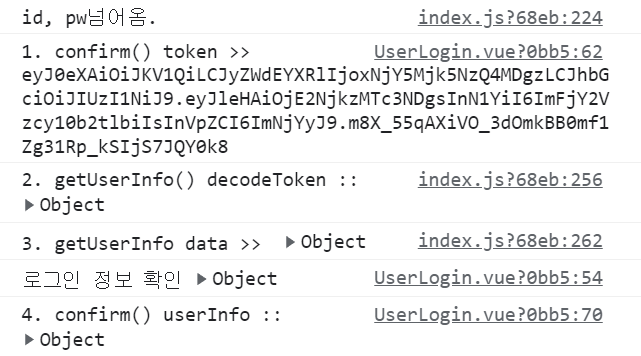 id, pw넘어옴. index.js?68eb:224
1. confirm() token >> UserLogin.vue?0bb5:62
eyJ0eXAiOiJKV1QiLCJyZWdEYXRlIjoxNjY5Mjk5NzQ4MDgzLCJhbG
ciOiJIUzI1NiJ9.eyJleHAiOjE2NjkzMTc3NDgsInN1YiI6ImFjY2V
zcy10b2tlbiIsInVpZCI6ImNjYyJ9.m8X_55qAXiVO_3dOmkBB0mf1
Zg31Rp_kSIjS7JQY0k8
2. getUserInfo() decodeToken :: index.js?68eb:256
▶Object
3. getUserInfo data >> ▶Object index.js?68eb:262
로그인 정보 확인 ▶Object UserLogin.vue?0bb5:54
4. confirm() userInfo :: UserLogin.vue?0bb5:70
▶Object